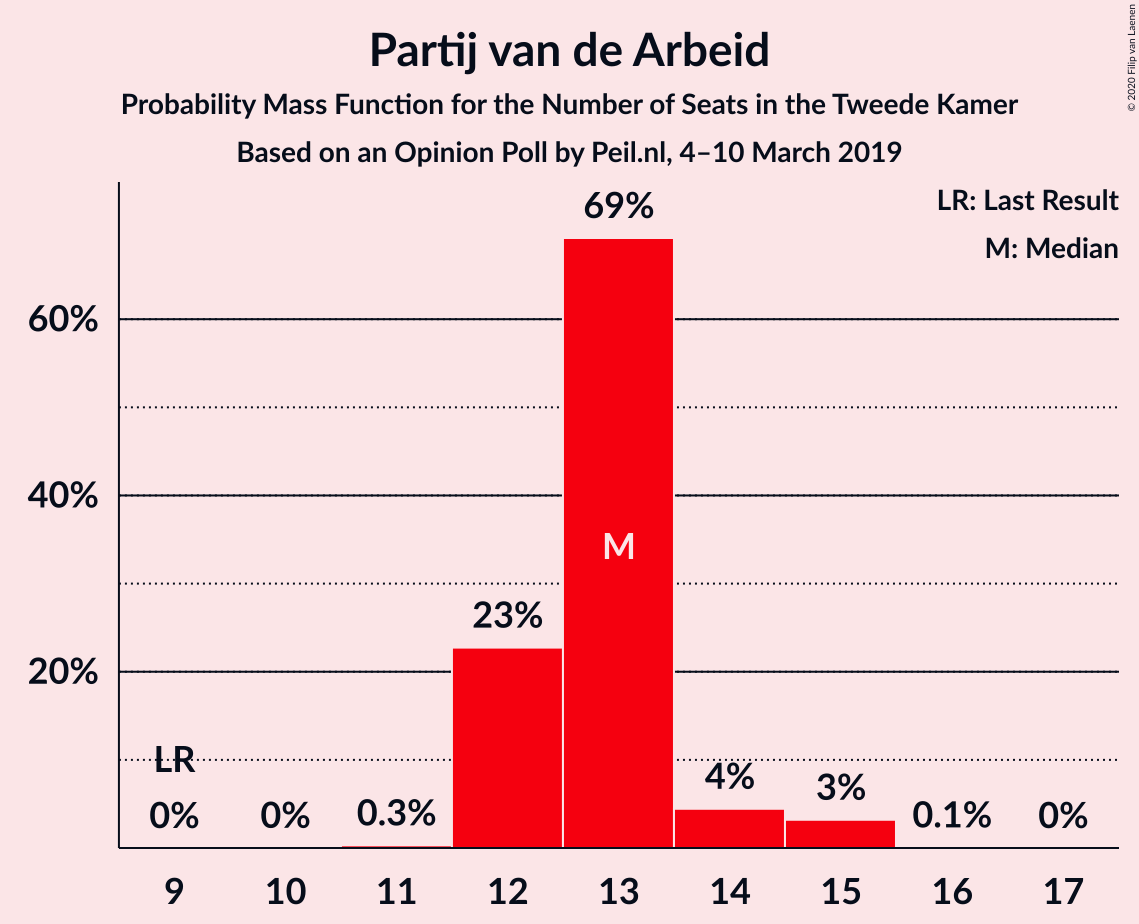 Partij van de Arbeid
Probability Mass Function for the Number of Seats in the Tweede Kamer
Based on an Opinion Poll by Peil.nl, 4–10 March 2019
© 2020 Filip van Laenen
LR: Last Result
M: Median
69%
60%
40%
M
23%
20%
LR
4%
3%
0%
0%
0.3%
0.1%
0%
9
10
11
12
13
14
15
16
17